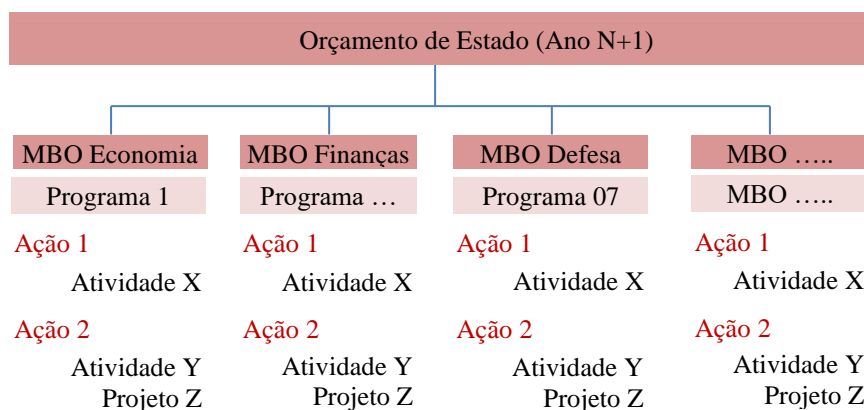 Orçamento de Estado (Ano N+1)
MBO Economia
Programa 1
Ação 1
Atividade X
Ação 2
Atividade Y
Projeto Z
MBO Finanças
Programa …
Ação 1
Atividade X
Ação 2
Atividade Y
Projeto Z
MBO Defesa
Programa 07
Ação 1
Atividade X
Ação 2
Atividade Y
Projeto Z
MBO …..
MBO …..
Ação 1
Atividade X
Ação 2
Atividade Y
Projeto Z